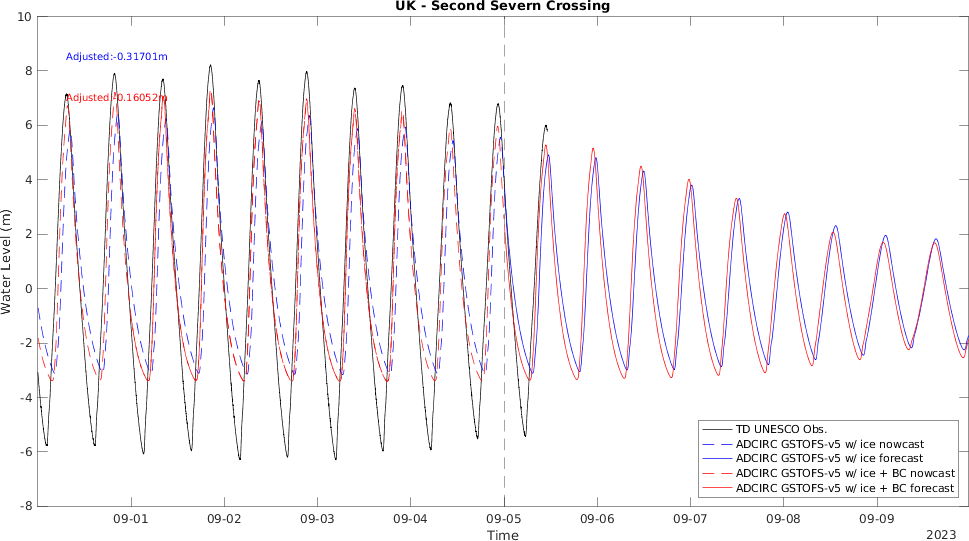 UK - Second Severn Crossing
10
8
6
4
2
0
-2
-4
-6
-8
Water Level (m)
Adjusted:-0.31701m
Adjusted:-0.16052m
TD UNESCO Obs.
ADCIRC GSTOFS-v5 w/ ice nowcast
ADCIRC GSTOFS-v5 w/ ice forecast
ADCIRC GSTOFS-v5 w/ ice + BC nowcast
ADCIRC GSTOFS-v5 w/ ice + BC forecast
09-01 09-02 09-03 09-04 09-05 09-06 09-07 09-08 09-09
Time
2023